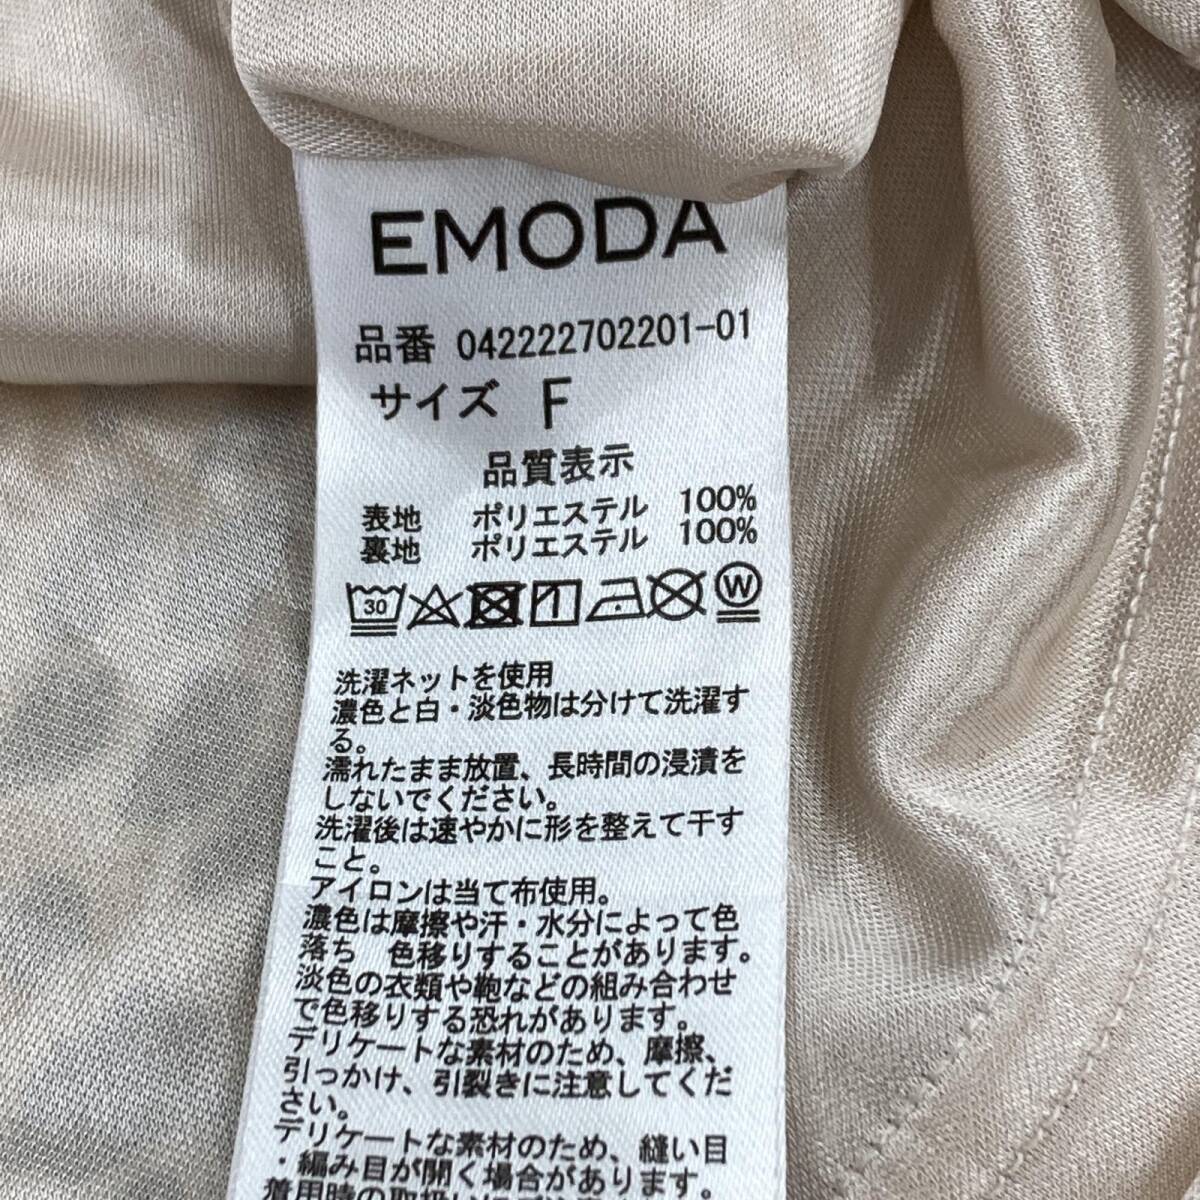 EMODA
品番 042222702201-01
サイズ F
品質表示
表地 ポリエステル 100%
裏地 ポリエステル 100%
30 W
洗濯ネットを使用
濃色と白・淡色物は分けて洗濯す
る。
濡れたまま放置、長時間の浸漬を
しないでください。
洗濯後は速やかに形を整えて干す
こと。
アイロンは当て布使用。
濃色は摩擦や汗・水分によって色
落ち 色移りすることがあります。
淡色の衣類や鞄などの組み合わせ
で色移りする恐れがあります。
デリケートな素材のため、摩擦、
引っかけ、引裂きに注意してくだ
さい。
デリケートな素材のため、縫い目
・編み目が開く場合があります。
着用時の取扱い